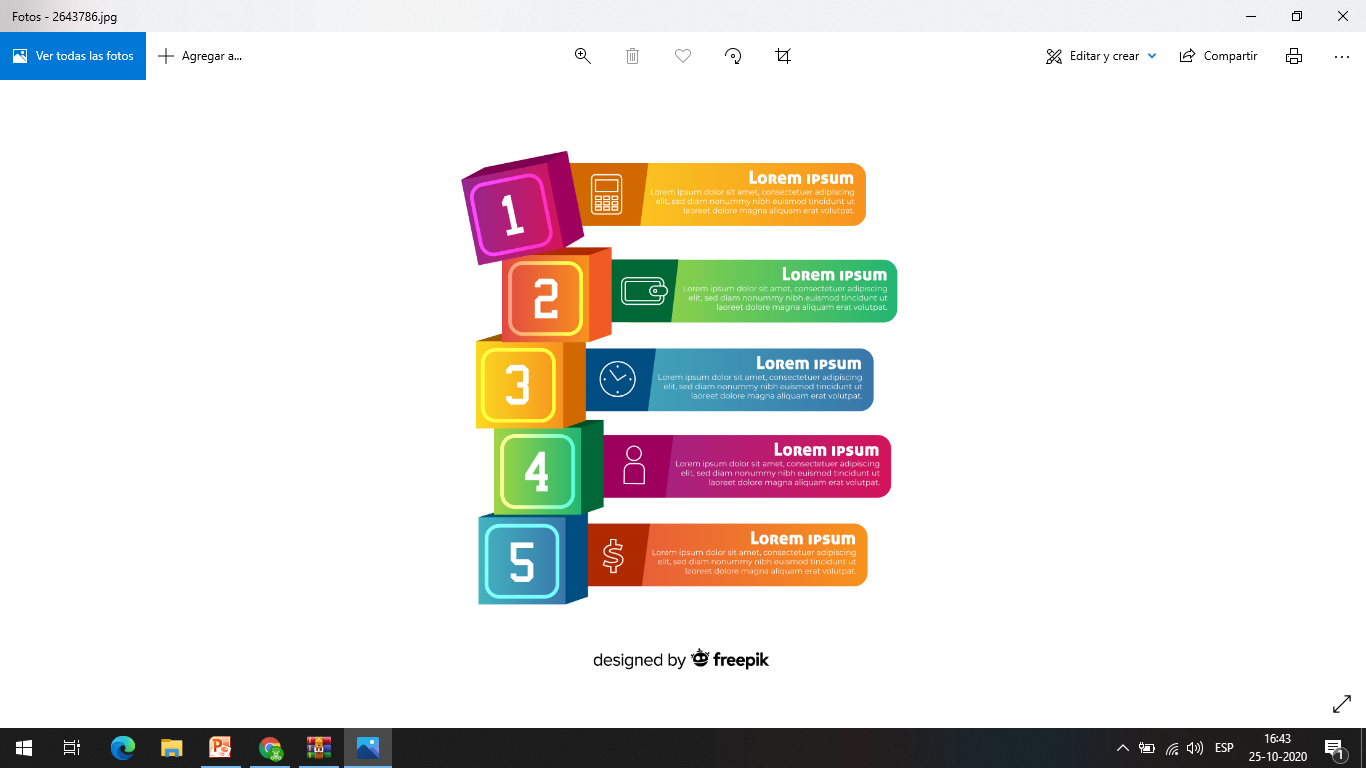 Fotos - 2643786.jpg
Ver todas las fotos
Agregar a...
Editar y crear
Compartir
1
Lorem ipsum
Lorem ipsum dolor sit amet, consectetuer adipiscing
elit, sed diam nonummy nibh euismod tincidunt ut
laoreet dolore magna aliquam erat volutpat.
2
Lorem ipsum
Lorem ipsum dolor sit amet, consectetuer adipiscing
elit, sed diam nonummy nibh euismod tincidunt ut
laoreet dolore magna aliquam erat volutpat.
3
Lorem ipsum
Lorem ipsum dolor sit amet, consectetuer adipiscing
elit, sed diam nonummy nibh euismod tincidunt ut
laoreet dolore magna aliquam erat volutpat.
4
Lorem ipsum
Lorem ipsum dolor sit amet, consectetuer adipiscing
elit, sed diam nonummy nibh euismod tincidunt ut
laoreet dolore magna aliquam erat volutpat.
5
$
Lorem ipsum
Lorem ipsum dolor sit amet, consectetuer adipiscing
elit, sed diam nonummy nibh euismod tincidunt ut
laoreet dolore magna aliquam erat volutpat.
designed by freepik
ESP
16:43
25-10-2020
1